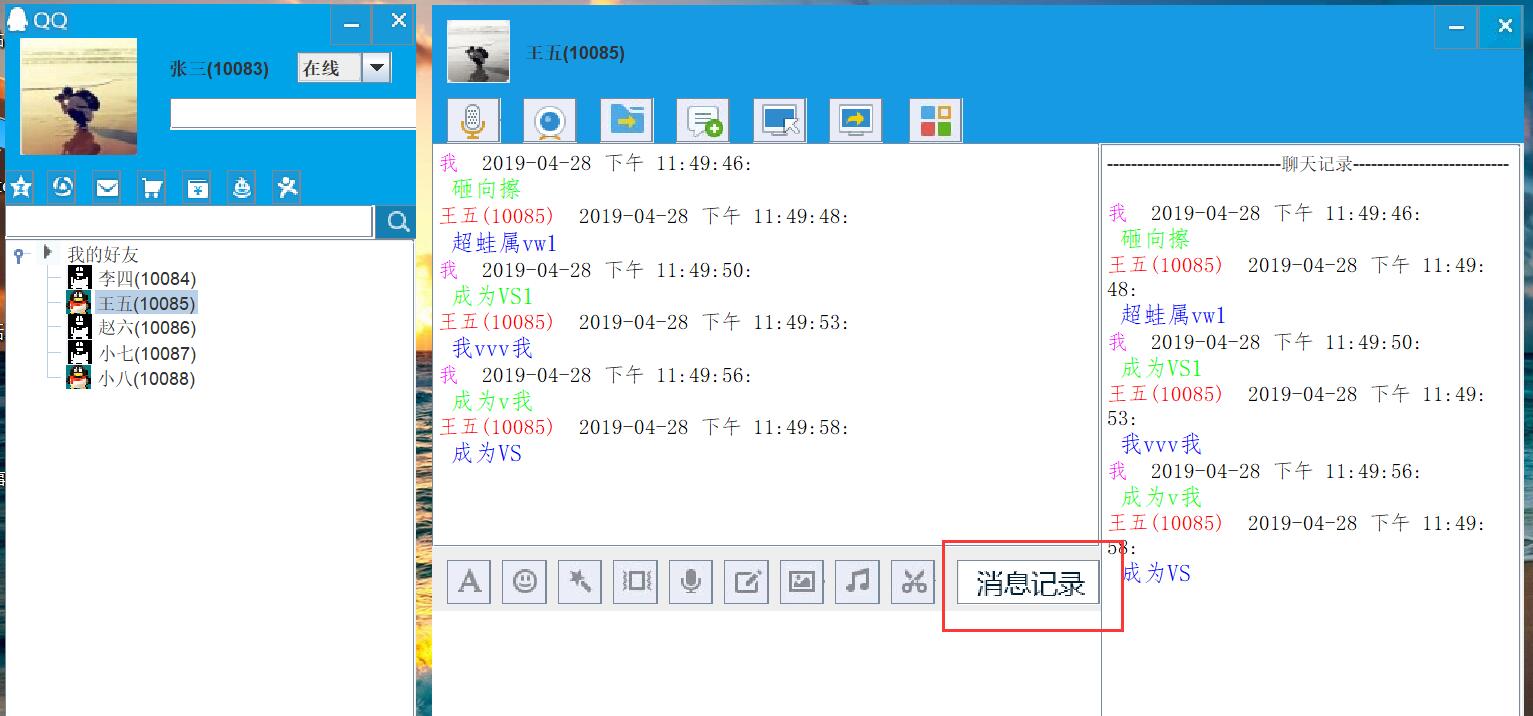 QQ
张三(10083)
在线
我的好友
李四(10084)
王五(10085)
赵六(10086)
小七(10087)
小八(10088)
王五(10085)
我 2019-04-28 下午 11:49:46:
砸向擦
王五(10085) 2019-04-28 下午 11:49:48:
超蛙属vw1
我 2019-04-28 下午 11:49:50:
成为VS1
王五(10085) 2019-04-28 下午 11:49:53:
我vvv我
我 2019-04-28 下午 11:49:56:
成为v我
王五(10085) 2019-04-28 下午 11:49:58:
成为VS
消息记录
------------------------------聊天记录---------------------------
我 2019-04-28 下午 11:49:46:
砸向擦
王五(10085) 2019-04-28 下午 11:49:
48:
超蛙属vw1
我 2019-04-28 下午 11:49:50:
成为VS1
王五(10085) 2019-04-28 下午 11:49:
53:
我vvv我
我 2019-04-28 下午 11:49:56:
成为v我
王五(10085) 2019-04-28 下午 11:49:
58:
成为VS